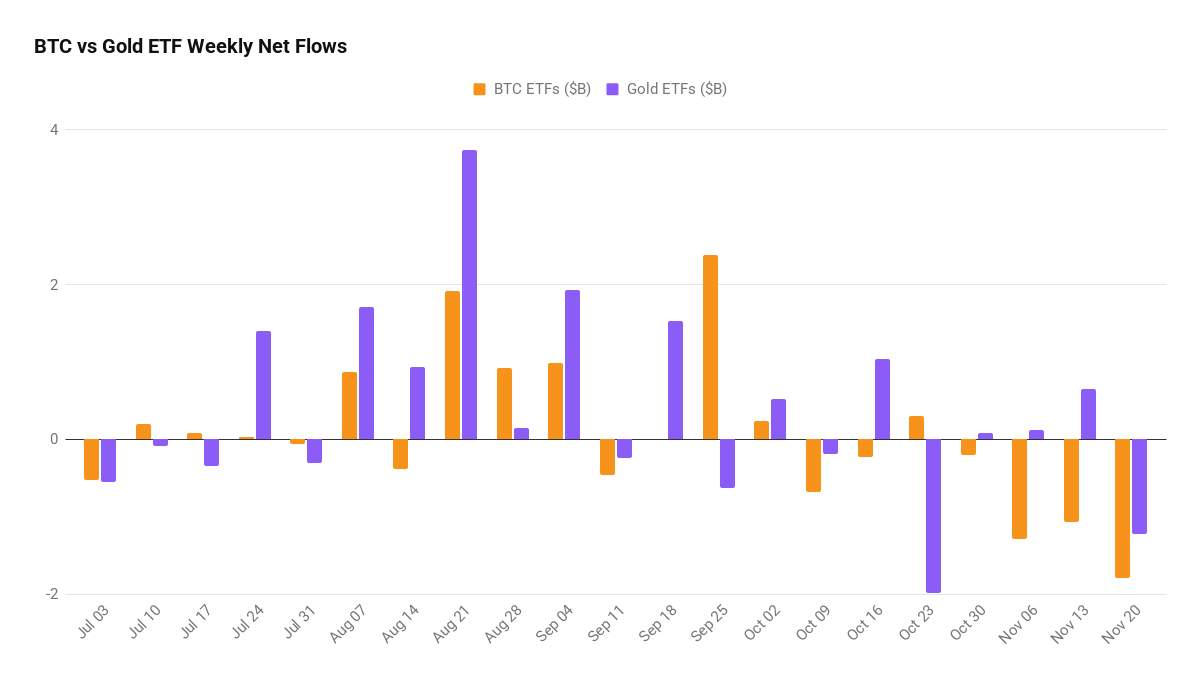 BTC vs Gold ETF Weekly Net Flows
BTC ETFs ($B) Gold ETFs ($B)
4
2
0
-2
Jul 03 Jul 10 Jul 17 Jul 24 Jul 31 Aug 07 Aug 14 Aug 21 Aug 28 Sep 04 Sep 11 Sep 18 Sep 25 Oct 02 Oct 09 Oct 16 Oct 23 Oct 30 Nov 06 Nov 13 Nov 20